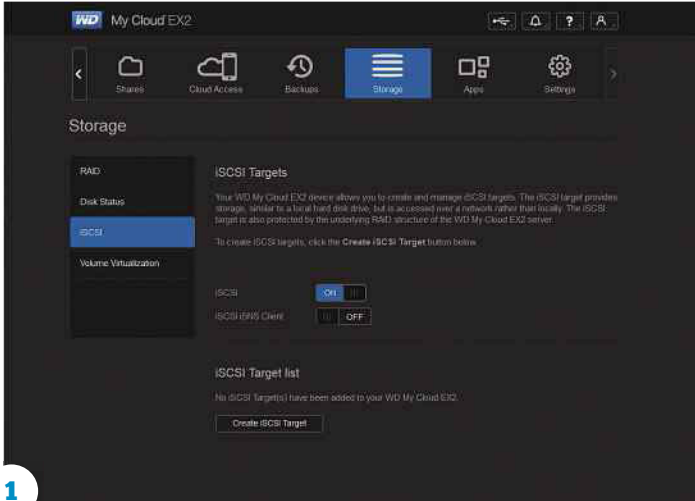 WD My Cloud EX2
?
Shares Cloud Access Backups Storage Apps Settings
Storage
RAID
Disk Status
iSCSI
Volume Virtualization
iSCSI Targets
Your WD My Cloud EX2 device allows you to create and manage iSCSI targets. The iSCSI target provides
storage, similar to a local hard disk drive, but is accessed over a network rather than locally. The iSCSI
target is also protected by the underlying RAID structure of the WD My Cloud EX2 server.
To create iSCSI targets, click the Create iSCSI Target button below.
iSCSI ON
iSCSI iSNS Client OFF
iSCSI Target list
No iSCSI Target(s) have been added to your WD My Cloud EX2.
Create iSCSI Target
1